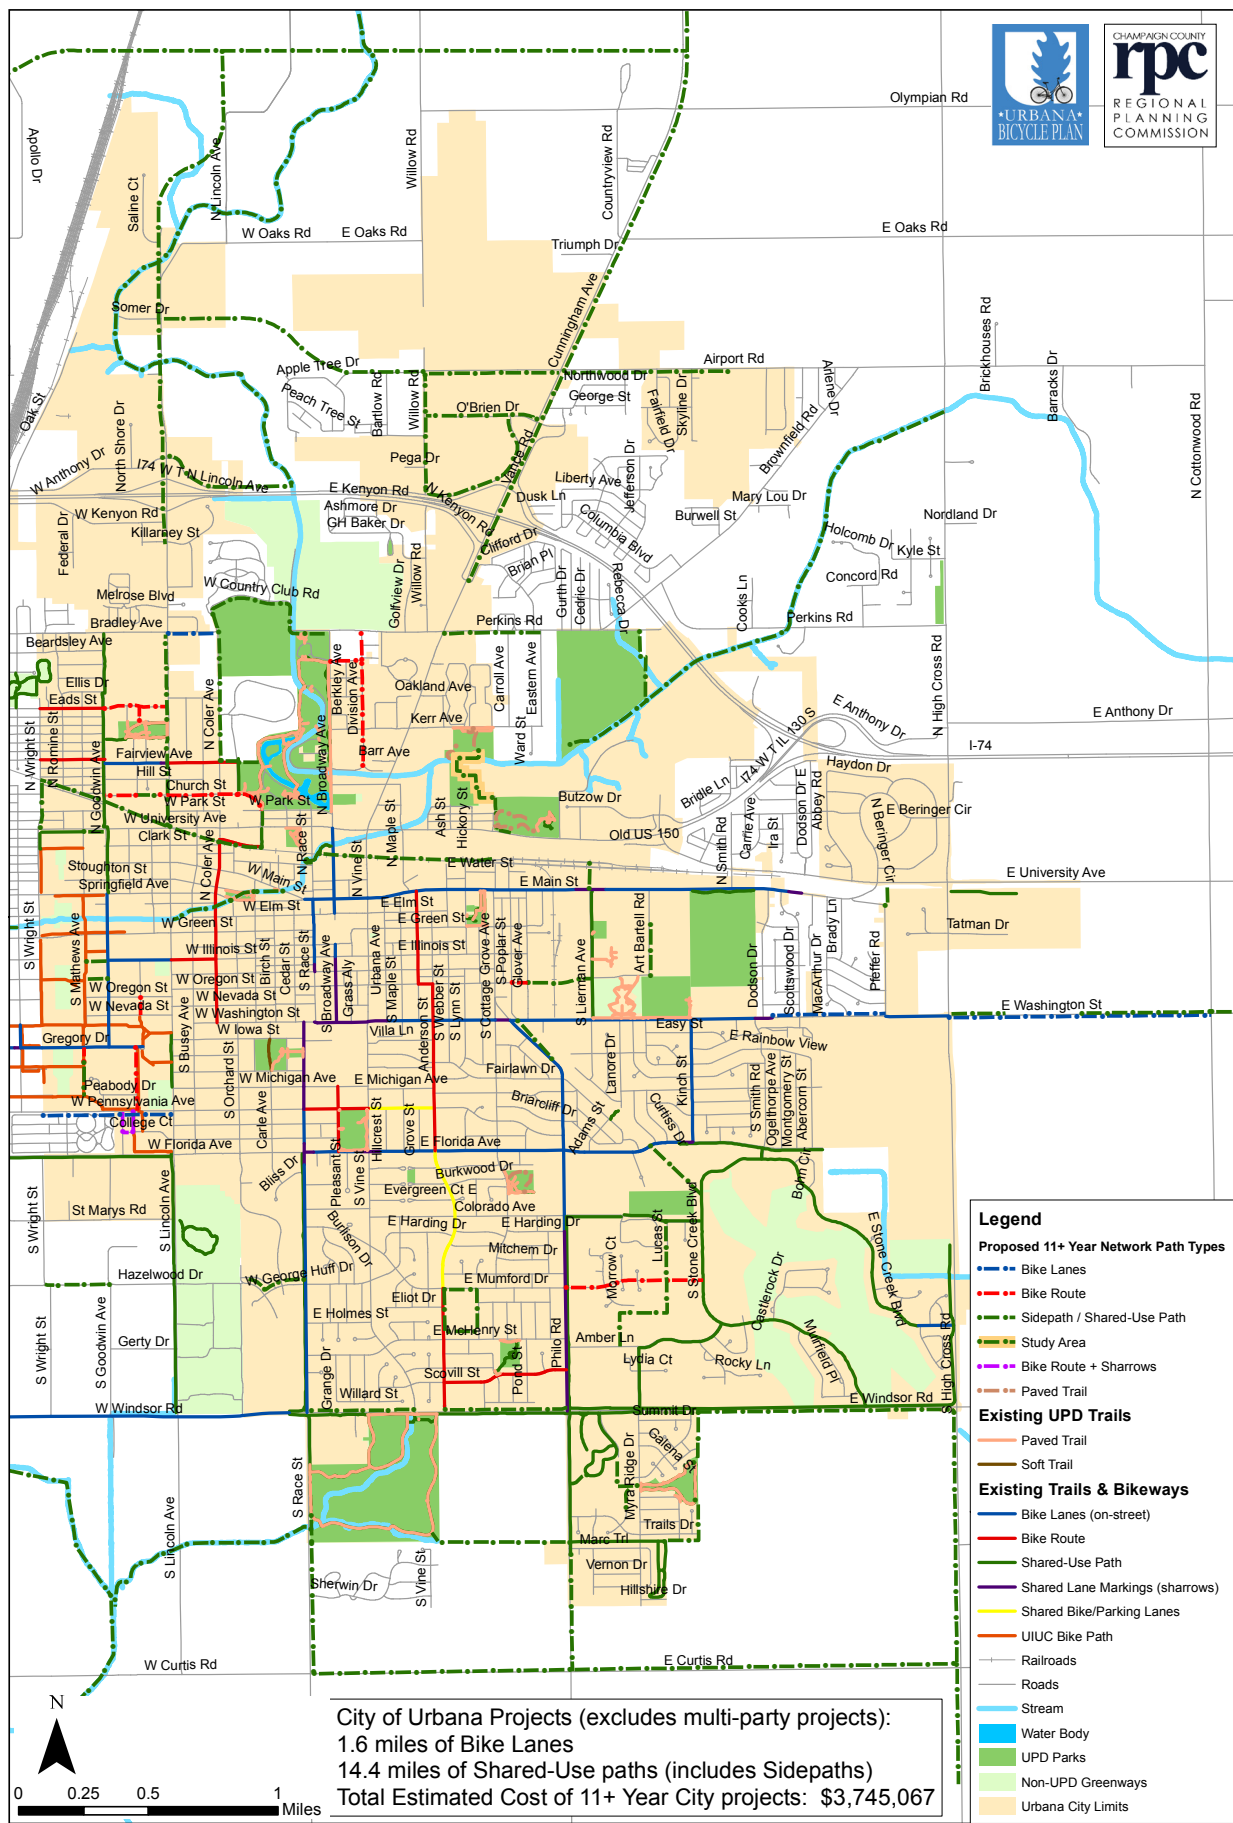 CHAMPAIGN COUNTY
rpc
REGIONAL
PLANNING
COMMISSION
URBANA
BICYCLE PLAN
Olympian Rd
Apollo Dr
N Lincoln Ave
Willow Rd
Countryview Rd
Saline Ct
W Oaks Rd
E Oaks Rd
E Oaks Rd
Triumph Dr
Somer Dr
Cunningham Ave
Brickhouses Rd
Barracks Dr
N Cottonwood Rd
Apple Tree Dr
Airport Rd
Northwood Dr
Peach Tree St
Bartlow Rd
Willow Rd
George St
Fairfield Dr
Skyline Dr
Arlene Dr
O'Brien Dr
Oak St
North Shore Dr
Vance Rd
Brownfield Rd
Pega Dr
Jefferson Dr
W Anthony Dr
I74 W T N Lincoln Ave
E Kenyon Rd
N Kenyon Rd
Liberty Ave
Dusk Ln
Mary Lou Dr
Ashmore Dr
GH Baker Dr
Columbia Blvd
Burwell St
Nordland Dr
W Kenyon Rd
Federal Dr
Killarney St
Clifford Dr
Holcomb Dr
Kyle St
Brian Pl
Golfview Dr
Willow Rd
Gurth Dr
Cedric Dr
Rebecca Dr
Concord Rd
W Country Club Rd
Melrose Blvd
Cooks Ln
Bradley Ave
Perkins Rd
Perkins Rd
Beardsley Ave
Berkley Ave
Division Ave
Carroll Ave
Eastern Ave
N High Cross Rd
Ellis Dr
Eads St
Oakland Ave
Kerr Ave
N Coler Ave
N Wright St
N Romine St
Ward St
E Anthony Dr
E Anthony Dr
Fairview Ave
Barr Ave
I74 W T IL 130 S
I-74
Hill St
Church St
N Broadway Ave
Haydon Dr
N Goodwin Ave
W Park St
W Park St
Butzow Dr
Bridle Ln
E Beringer Cir
N Beringer Cir
W University Ave
Clark St
N Race St
N Maple St
Ash St
Hickory St
Old US 150
N Smith Rd
Carrie Ave
Ira St
Dodson Dr E
Abbey Rd
N Coler Ave
N Vine St
Stoughton St
W Main St
E Water St
Springfield Ave
E Main St
E University Ave
W Elm St
E Elm St
W Green St
E Green St
Tatman Dr
S Wright St
S Mathews Ave
W Illinois St
Birch St
Cedar St
S Race St
S Broadway Ave
Grass Aly
Urbana Ave
S Maple St
E Illinois St
S Webber St
S Lynn St
S Cottage Grove Ave
S Poplar St
Glover Ave
S Lierman Ave
Art Bartell Rd
Dodson Dr
Scottswood Dr
MacArthur Dr
Brady Ln
Pfeffer Rd
W Oregon St
W Oregon St
W Nevada St
W Nevada St
W Washington St
E Washington St
W Iowa St
Villa Ln
Easy St
Gregory Dr
S Busey Ave
S Orchard St
Anderson St
E Rainbow View
Fairlawn Dr
Lanore Dr
W Michigan Ave
E Michigan Ave
Peabody Dr
W Pennsylvania Ave
Carle Ave
Briarcliff Dr
Adams St
Curtiss Dr
Kinch St
S Smith Rd
Oglethorpe Ave
Montgomery St
Abercorn St
College Ct
Hillcrest St
Grove St
W Florida Ave
E Florida Ave
Bliss Dr
Pleasant St
S Vine St
Burkwood Dr
Bohn Cir
S Lincoln Ave
Evergreen Ct E
Colorado Ave
S Wright St
St Marys Rd
Burlison Dr
E Harding Dr
E Harding Dr
Lucas St
S Stone Creek Blvd
E Stone Creek Blvd
Mitchem Dr
Morrow Ct
Castlerock Dr
Hazelwood Dr
W George Huff Dr
E Mumford Dr
Eliot Dr
E Holmes St
S Wright St
S Goodwin Ave
Gerty Dr
E McHenry St
Philo Rd
Amber Ln
Muirfield Pl
S High Cross Rd
Lydia Ct
Rocky Ln
Grange Dr
Scovill St
Pond St
Willard St
W Windsor Rd
E Windsor Rd
Summit Dr
Galena St
Myra Ridge Dr
S Race St
S Lincoln Ave
Trails Dr
Marc Trl
Vernon Dr
Sherwin Dr
S Vine St
Hillshire Dr
W Curtis Rd
E Curtis Rd
Legend
Proposed 11+ Year Network Path Types
Bike Lanes
Bike Route
Sidepath / Shared-Use Path
Study Area
Bike Route + Sharrows
Paved Trail
Existing UPD Trails
Paved Trail
Soft Trail
Existing Trails & Bikeways
Bike Lanes (on-street)
Bike Route
Shared-Use Path
Shared Lane Markings (sharrows)
Shared Bike/Parking Lanes
UIUC Bike Path
Railroads
Roads
Stream
Water Body
UPD Parks
Non-UPD Greenways
Urbana City Limits
N
0 0.25 0.5 1
Miles
City of Urbana Projects (excludes multi-party projects):
1.6 miles of Bike Lanes
14.4 miles of Shared-Use paths (includes Sidepaths)
Total Estimated Cost of 11+ Year City projects: $3,745,067